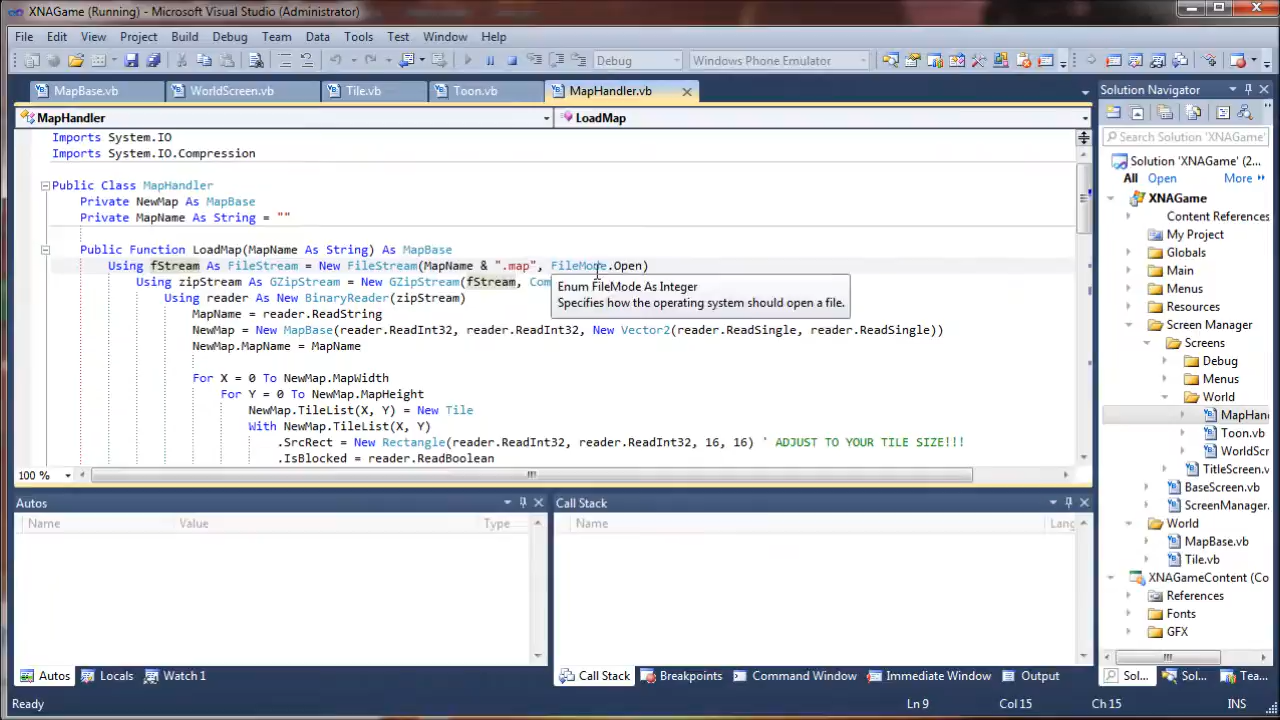 XNAGame (Running) - Microsoft Visual Studio (Administrator)
File Edit View Project Build Debug Team Data Tools Test Window Help
Debug Windows Phone Emulator
MapBase.vb WorldScreen.vb Tile.vb Toon.vb MapHandler.vb
MapHandler LoadMap
Imports System.IO
Imports System.IO.Compression
Public Class MapHandler
Private NewMap As MapBase
Private MapName As String = ""
Public Function LoadMap(MapName As String) As MapBase
Using fStream As FileStream = New FileStream(MapName & ".map", FileMode.Open)
Using zipStream As GZipStream = New GZipStream(fStream, Com
Enum FileMode As Integer
Specifies how the operating system should open a file.
Using reader As New BinaryReader(zipStream)
MapName = reader.ReadString
NewMap = New MapBase(reader.ReadInt32, reader.ReadInt32, New Vector2(reader.ReadSingle, reader.ReadSingle))
NewMap.MapName = MapName
For X = 0 To NewMap.MapWidth
For Y = 0 To NewMap.MapHeight
NewMap.TileList(X, Y) = New Tile
With NewMap.TileList(X, Y)
.SrcRect = New Rectangle(reader.ReadInt32, reader.ReadInt32, 16, 16) ' ADJUST TO YOUR TILE SIZE!!!
.IsBlocked = reader.ReadBoolean
100 %
Solution Navigator
Search Solution 'XNAGame'
Solution 'XNAGame' (2...
All Open More
XNAGame
Content References
My Project
Main
Menus
Resources
Screen Manager
Screens
Debug
Menus
World
MapHan
Toon.vb
WorldScr
TitleScreen.v
BaseScreen.vb
ScreenManager.
World
MapBase.vb
Tile.vb
XNAGameContent (Co
References
Fonts
GFX
Autos
Name Value Type
Call Stack
Name Lang
Autos Locals Watch 1
Call Stack Breakpoints Command Window Immediate Window Output
Sol... Sol... Tea...
Ready Ln 9 Col 15 Ch 15 INS